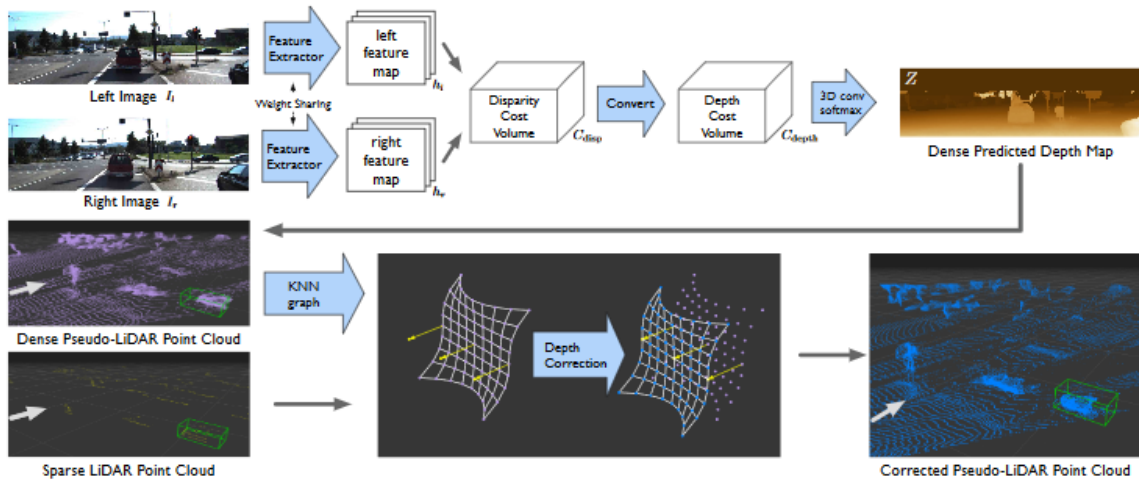 Feature
Extractor
left
feature
map
h_l
Left Image I_l
Weight Sharing
Feature
Extractor
right
feature
map
h_r
Right Image I_r
Disparity
Cost
Volume
C_disp
Convert
Depth
Cost
Volume
C_depth
3D conv
softmax
Z
Dense Predicted Depth Map
Dense Pseudo-LiDAR Point Cloud
KNN
graph
Depth
Correction
Sparse LiDAR Point Cloud
Corrected Pseudo-LiDAR Point Cloud